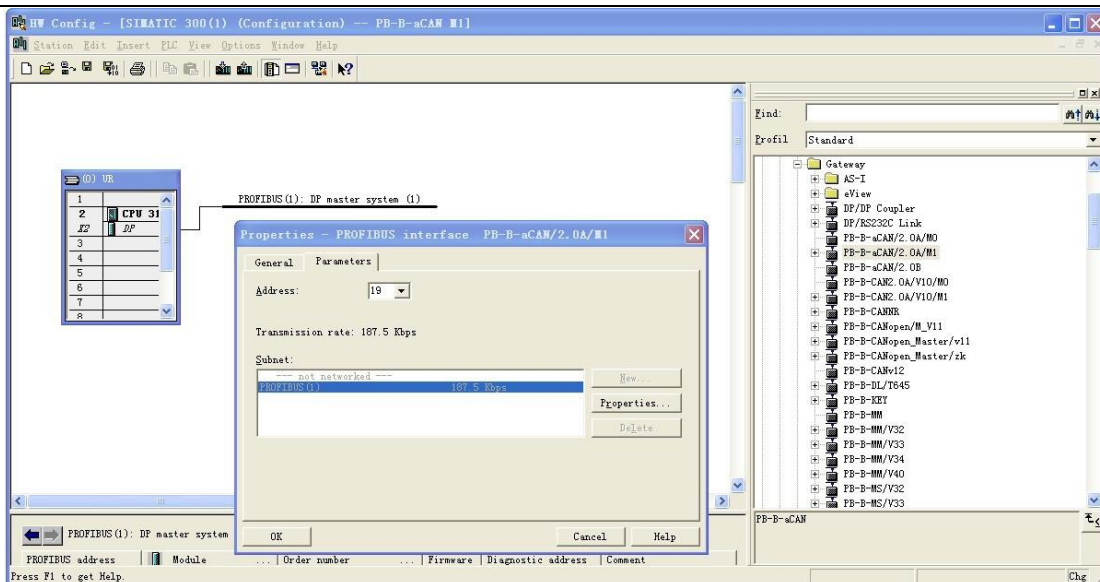 HW Config - [SIMATIC 300(1) (Configuration) -- PB-B-aCAN M1]
Station Edit Insert PLC View Options Window Help
(0) UR
1
2 CPU 31
X2 DP
3
4
5
6
7
8
PROFIBUS(1): DP master system (1)
Properties - PROFIBUS interface PB-B-aCAN/2.0A/M1
General Parameters
Address: 19
Transmission rate: 187.5 Kbps
Subnet:
--- not networked ---
PROFIBUS(1) 187.5 Kbps
New...
Properties...
Delete
OK Cancel Help
Find:
Profil Standard
Gateway
AS-I
eView
DP/DP Coupler
DP/RS232C Link
PB-B-aCAN/2.0A/M0
PB-B-aCAN/2.0A/M1
PB-B-aCAN/2.0B
PB-B-CAN2.0A/V10/M0
PB-B-CAN2.0A/V10/M1
PB-B-CANNR
PB-B-CANopen/M_V11
PB-B-CANopen_Master/v11
PB-B-CANopen_Master/zk
PB-B-CANv12
PB-B-DL/T645
PB-B-KEY
PB-B-MM
PB-B-MM/V32
PB-B-MM/V33
PB-B-MM/V34
PB-B-MM/V40
PB-B-MS/V32
PB-B-MS/V33
PB-B-aCAN
PROFIBUS(1): DP master system
PROFIBUS address Module ... Order number ... Firmware Diagnostic address Comment
Press F1 to get Help.
Chg